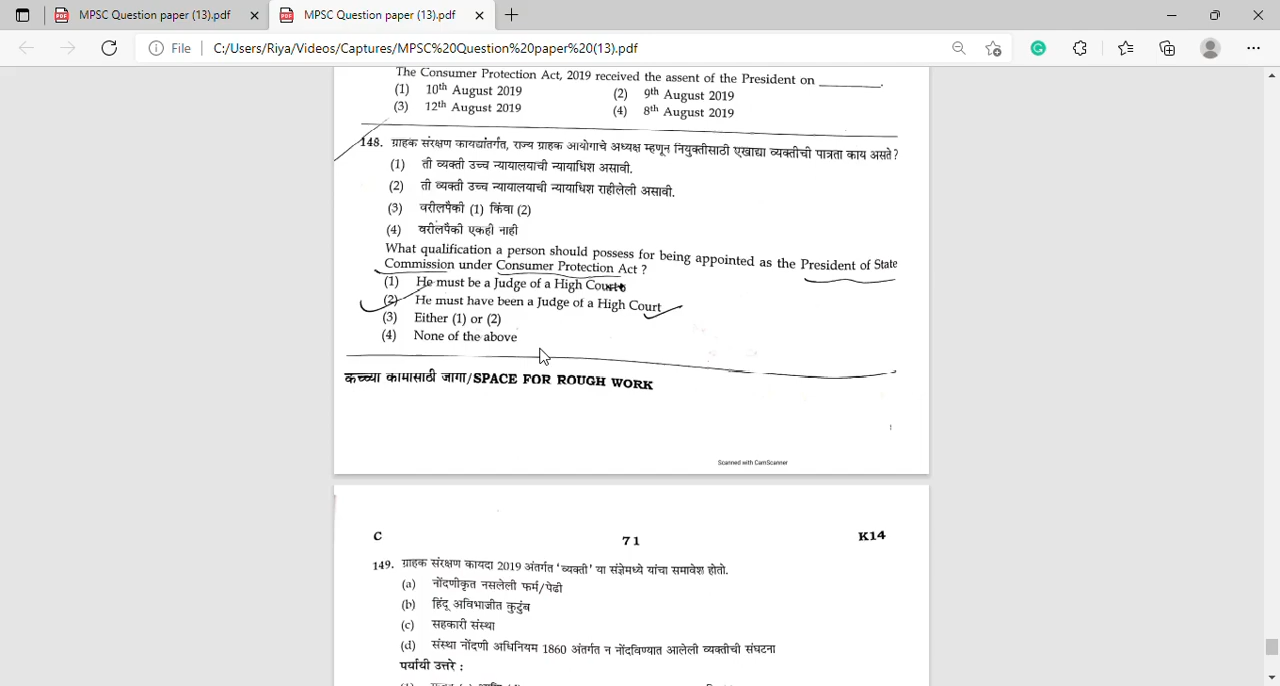 MPSC Question paper (13).pdf
MPSC Question paper (13).pdf
File
C:/Users/Riya/Videos/Captures/MPSC%20Question%20paper%20(13).pdf
The Consumer Protection Act, 2019 received the assent of the President on ________.
(1) 10th August 2019 (2) 9th August 2019
(3) 12th August 2019 (4) 8th August 2019
148. ग्राहक संरक्षण कायद्यांतर्गत, राज्य ग्राहक आयोगाचे अध्यक्ष म्हणून नियुक्तीसाठी एखाद्या व्यक्तीची पात्रता काय असते?
(1) ती व्यक्ती उच्च न्यायालयाची न्यायाधिश असावी.
(2) ती व्यक्ती उच्च न्यायालयाची न्यायाधिश राहीलेली असावी.
(3) वरीलपैकी (1) किंवा (2)
(4) वरीलपैकी एकही नाही
What qualification a person should possess for being appointed as the President of State
Commission under Consumer Protection Act ?
(1) He must be a Judge of a High Court
(2) He must have been a Judge of a High Court
(3) Either (1) or (2)
(4) None of the above
कच्च्या कामासाठी जागा/SPACE FOR ROUGH WORK
1
Scanned with CamScanner
C 71 K14
149. ग्राहक संरक्षण कायदा 2019 अंतर्गत ‘व्यक्ती’ या संज्ञेमध्ये यांचा समावेश होतो.
(a) नोंदणीकृत नसलेली फर्म/पेढी
(b) हिंदू अविभाजीत कुटुंब
(c) सहकारी संस्था
(d) संस्था नोंदणी अधिनियम 1860 अंतर्गत न नोंदविण्यात आलेली व्यक्तीची संघटना
पर्यायी उत्तरे :